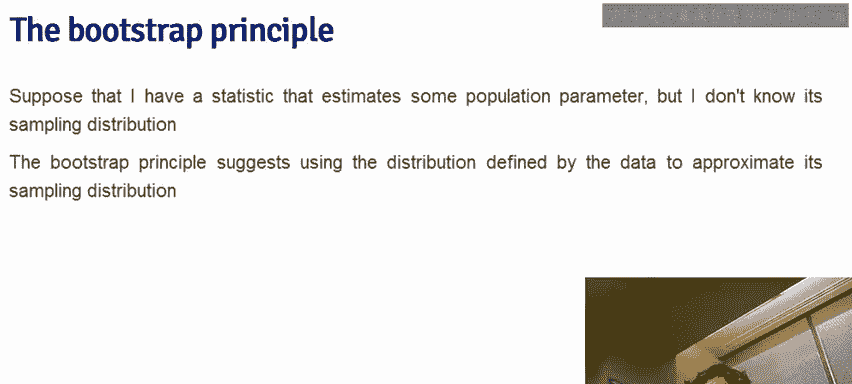 The bootstrap principle
Suppose that I have a statistic that estimates some population parameter, but I don't know its
sampling distribution
The bootstrap principle suggests using the distribution defined by the data to approximate its
sampling distribution